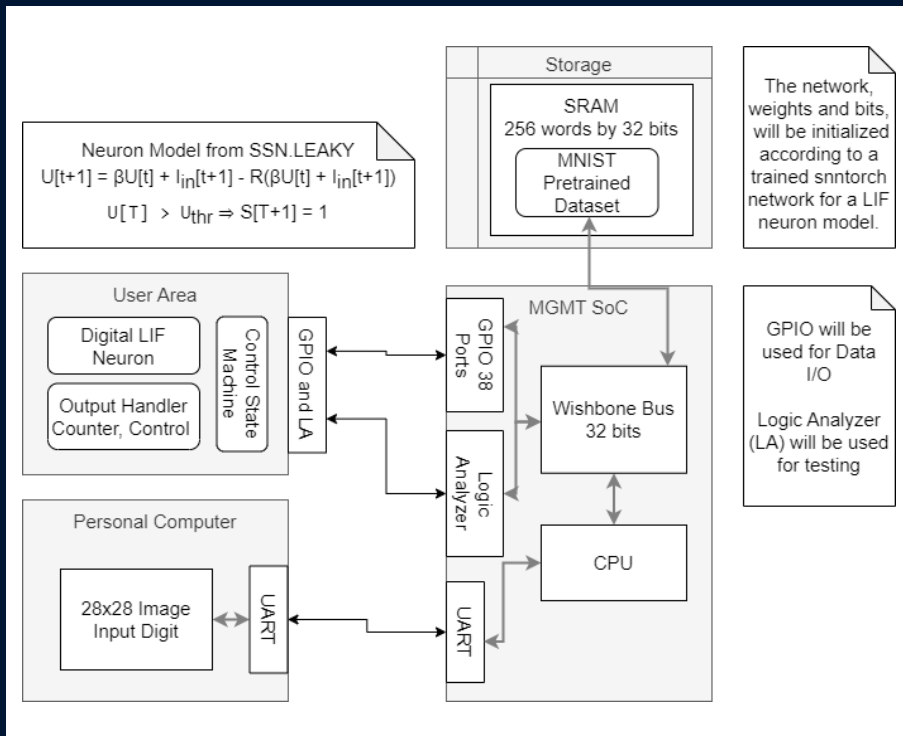 Neuron Model from SSN.LEAKY
U[t+1] = βU[t] + I_in[t+1] - R(βU[t] + I_in[t+1])
U[T] > U_thr ⇒ S[T+1] = 1
Storage
SRAM
256 words by 32 bits
MNIST
Pretrained
Dataset
The network,
weights and bits,
will be initialized
according to a
trained snntorch
network for a LIF
neuron model.
User Area
Digital LIF
Neuron
Output Handler
Counter, Control
Control State
Machine
GPIO and LA
MGMT SoC
GPIO 38
Ports
Logic
Analyzer
Wishbone Bus
32 bits
CPU
UART
GPIO will be
used for Data
I/O
Logic Analyzer
(LA) will be used
for testing
Personal Computer
28x28 Image
Input Digit
UART